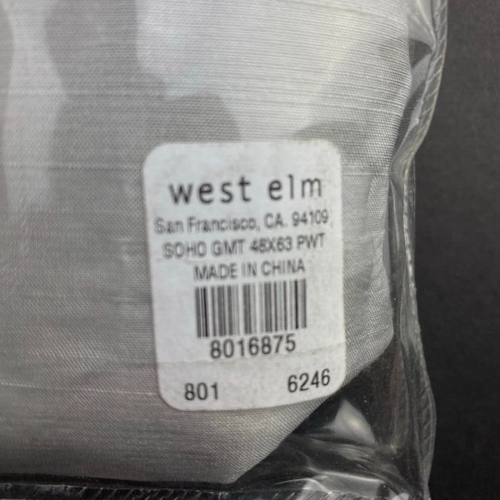 west elm
San Francisco, CA. 94109
SOHO GMT 48X63 PWT
MADE IN CHINA
8016875
801 6246